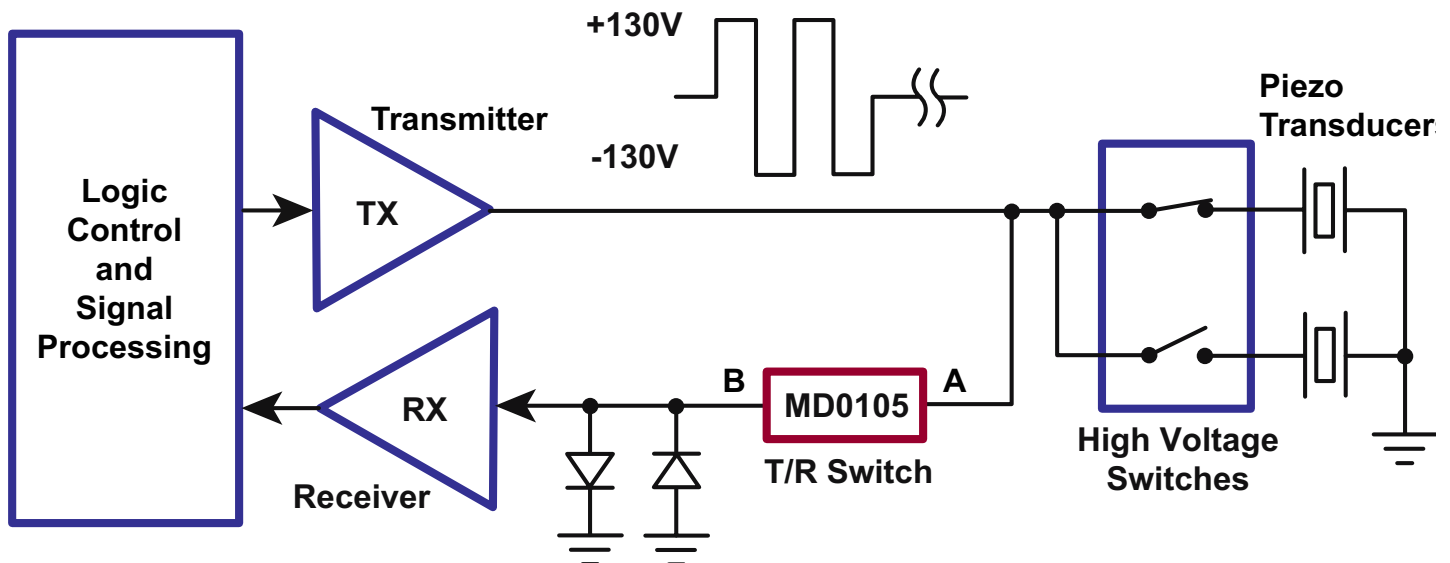 +130V
-130V
Transmitter
Piezo
Transducers
Logic
Control
and
Signal
Processing
TX
B
A
MD0105
RX
T/R Switch
High Voltage
Switches
Receiver